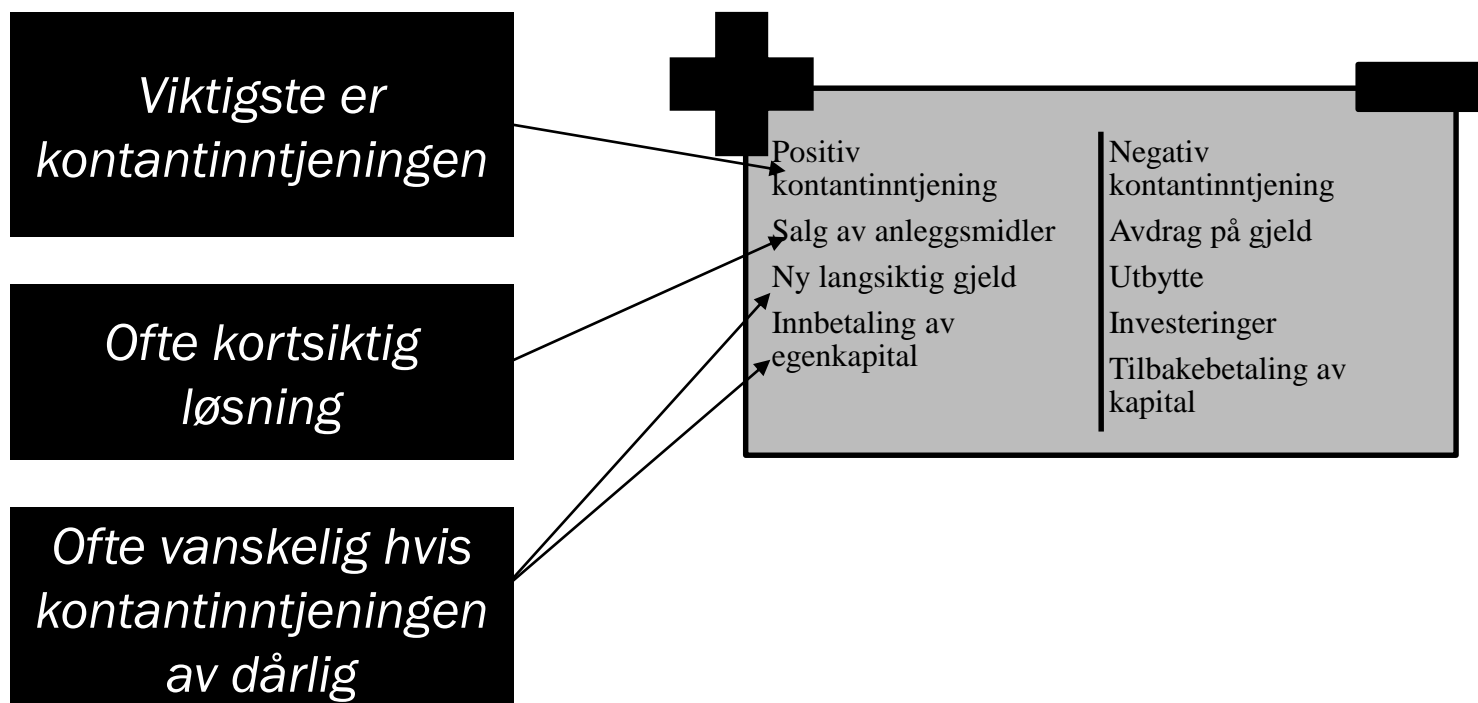 Viktigste er
kontantinntjeningen
Ofte kortsiktig
løsning
Ofte vanskelig hvis
kontantinntjeningen
av dårlig
Positiv
kontantinntjening
Salg av anleggsmidler
Ny langsiktig gjeld
Innbetaling av
egenkapital
Negativ
kontantinntjening
Avdrag på gjeld
Utbytte
Investeringer
Tilbakebetaling av
kapital